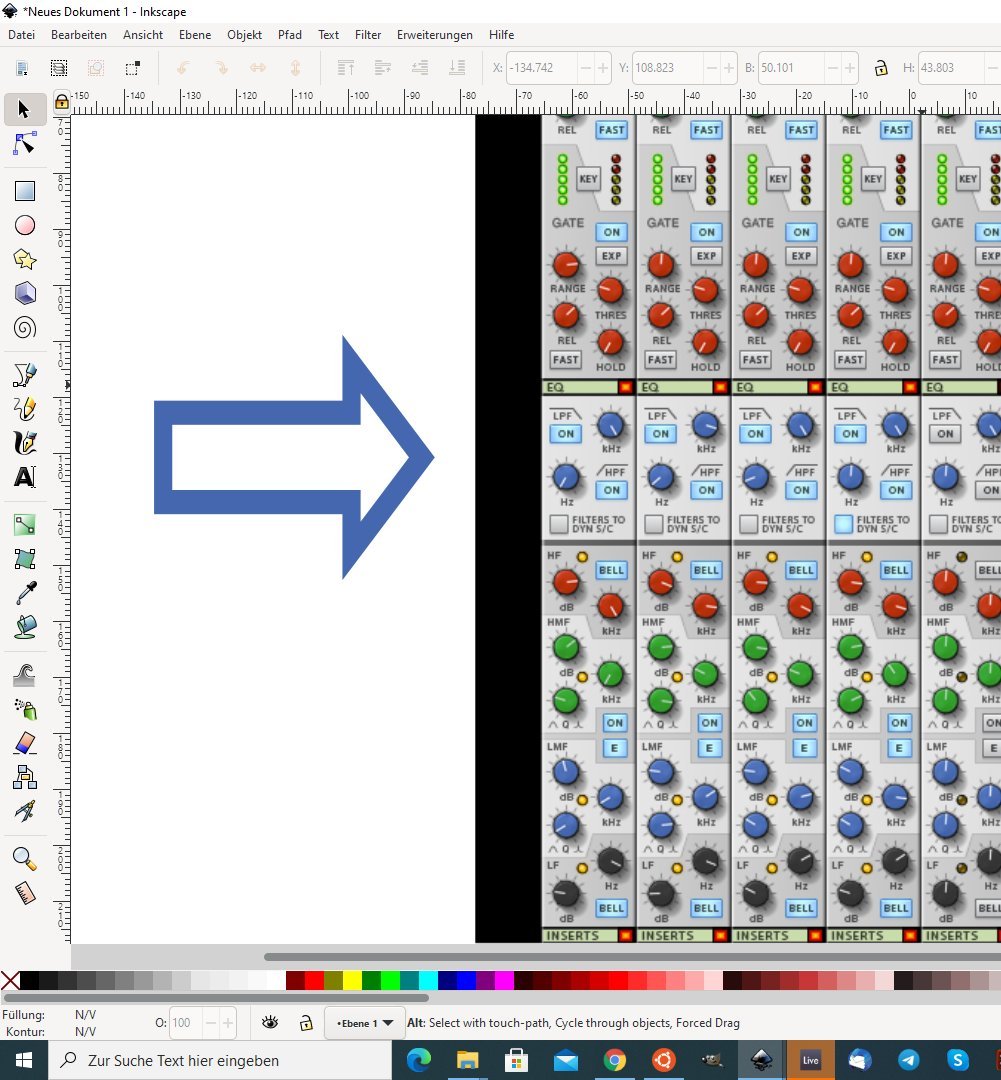 *Neues Dokument 1 - Inkscape
Datei Bearbeiten Ansicht Ebene Objekt Pfad Text Filter Erweiterungen Hilfe
X: -134.742 − + Y: 108.823 − + B: 50.101 − + H: 43.803
-150 -140 -130 -120 -110 -100 -90 -80 -70 -60 -50 -40 -30 -20 -10 0 10
REL FAST REL FAST REL FAST REL FAST REL FAST
KEY KEY KEY KEY KEY
GATE GATE GATE GATE GATE
ON ON ON ON ON
EXP EXP EXP EXP EXP
RANGE RANGE RANGE RANGE RANGE
THRES THRES THRES THRES THRE
REL REL REL REL REL
FAST FAST FAST FAST FAST
HOLD HOLD HOLD HOLD HOLD
EQ EQ EQ EQ EQ
LPF LPF LPF LPF LPF
ON ON ON ON ON
kHz kHz kHz kHz kHz
HPF HPF HPF HPF HPF
ON ON ON ON ON
Hz Hz Hz Hz Hz
FILTERS TO FILTERS TO FILTERS TO FILTERS TO FILTERS TO
DYN S/C DYN S/C DYN S/C DYN S/C DYN S/C
HF HF HF HF HF
BELL BELL BELL BELL BELL
dB dB dB dB dB
HMF kHz HMF kHz HMF kHz HMF kHz HMF kHz
dB dB dB dB dB
Q ON Q ON Q ON Q ON Q ON
LMF E LMF E LMF E LMF E LMF E
dB dB dB dB dB
kHz kHz kHz kHz kHz
Q Q Q Q Q
LF LF LF LF LF
Hz Hz Hz Hz Hz
BELL BELL BELL BELL BELL
dB dB dB dB dB
INSERTS INSERTS INSERTS INSERTS INSERTS
Füllung: N/V
Kontur: N/V
O: 100 − +
•Ebene 1
Alt: Select with touch-path, Cycle through objects, Forced Drag
Zur Suche Text hier eingeben
Live